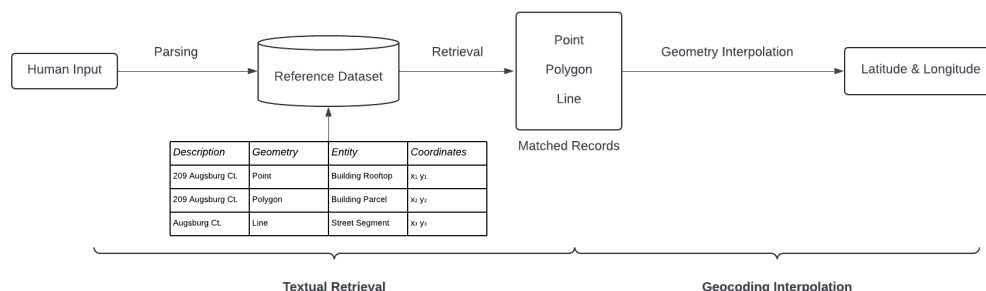 Human Input
Parsing
Reference Dataset
Retrieval
Point
Polygon
Line
Matched Records
Geometry Interpolation
Latitude & Longitude
Description Geometry Entity Coordinates
209 Augsburg Ct. Point Building Rooftop x₁ y₁
209 Augsburg Ct. Polygon Building Parcel x₂ y₂
Augsburg Ct. Line Street Segment x₃ y₃
Textual Retrieval
Geocoding Interpolation